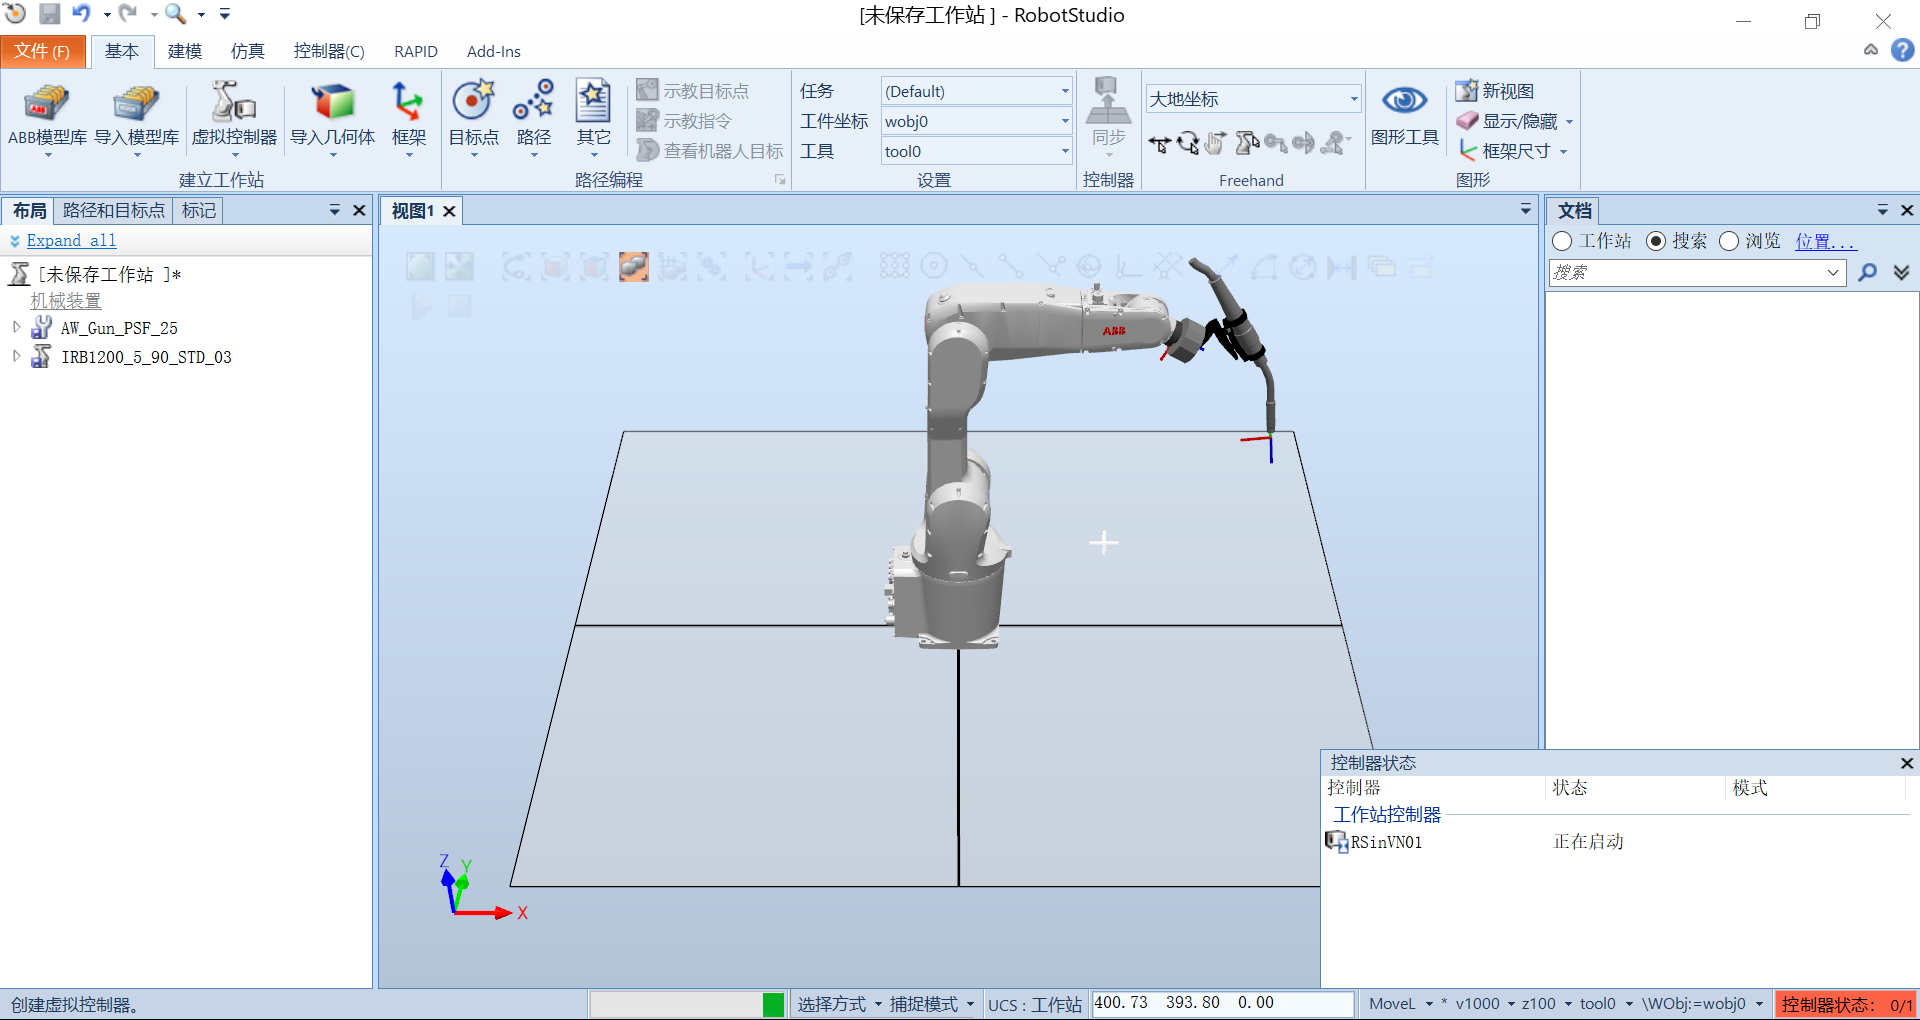 [未保存工作站 ] - RobotStudio
文件 (F) 基本 建模 仿真 控制器(C) RAPID Add-Ins
ABB模型库 导入模型库 虚拟控制器 导入几何体 框架
建立工作站
目标点 路径 其它
示教目标点
示教指令
查看机器人目标
路径编程
任务 (Default)
工件坐标 wobj0
工具 tool0
设置
同步
控制器
大地坐标
Freehand
图形工具
新视图
显示/隐藏
框架尺寸
图形
布局 路径和目标点 标记
Expand all
[未保存工作站 ]*
机械装置
AW_Gun_PSF_25
IRB1200_5_90_STD_03
视图1
ABB
Z Y X
文档
工作站 搜索 浏览 位置...
搜索
控制器状态
控制器 状态 模式
工作站控制器
RSinVN01 正在启动
创建虚拟控制器。
选择方式 捕捉模式 UCS : 工作站 400.73 393.80 0.00 MoveL * v1000 z100 tool0 \WObj:=wobj0 控制器状态: 0/1